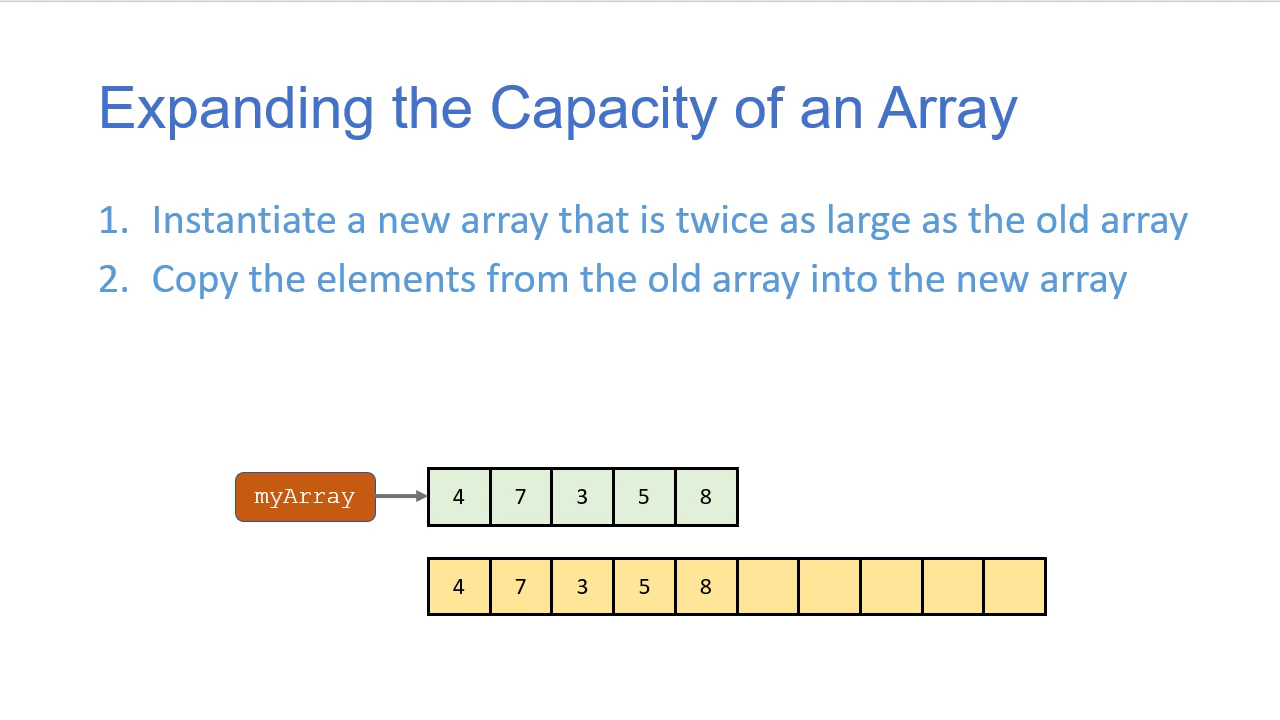 Expanding the Capacity of an Array
1. Instantiate a new array that is twice as large as the old array
2. Copy the elements from the old array into the new array
myArray 4 7 3 5 8
4 7 3 5 8